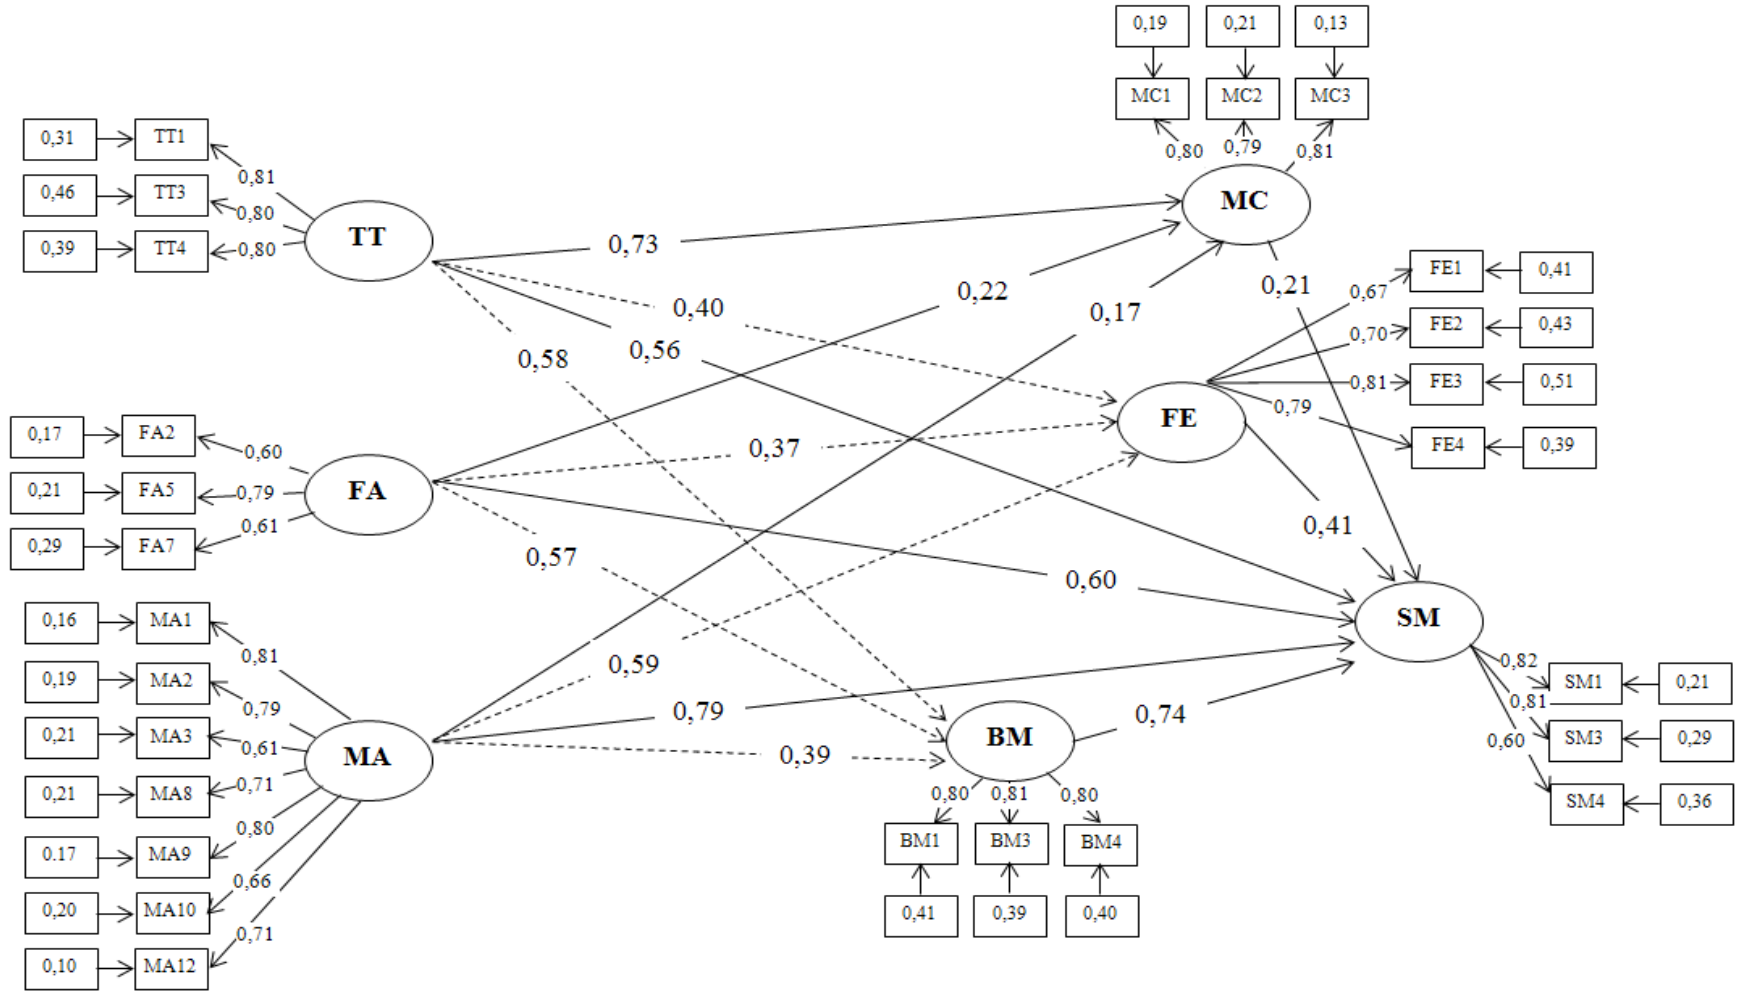 0,19
0,21
0,13
MC1
MC2
MC3
0,80
0,79
0,81
MC
0,31
TT1
0,81
0,46
TT3
0,80
0,39
TT4
0,80
TT
0,73
0,40
0,58
0,56
0,22
0,17
0,21
FE1
0,41
0,67
FE2
0,43
0,70
FE3
0,51
0,81
0,79
FE4
0,39
FE
0,17
FA2
0,60
0,21
FA5
0,79
0,29
FA7
0,61
FA
0,37
0,57
0,60
0,41
SM
0,82
SM1
0,21
0,81
SM3
0,29
0,60
SM4
0,36
0,16
MA1
0,81
0,19
MA2
0,79
0,21
MA3
0,61
0,21
MA8
0,71
0.17
MA9
0,80
0,20
MA10
0,66
0,10
MA12
0,71
MA
0,59
0,79
0,39
0,74
BM
0,80
0,81
0,80
BM1
BM3
BM4
0,41
0,39
0,40